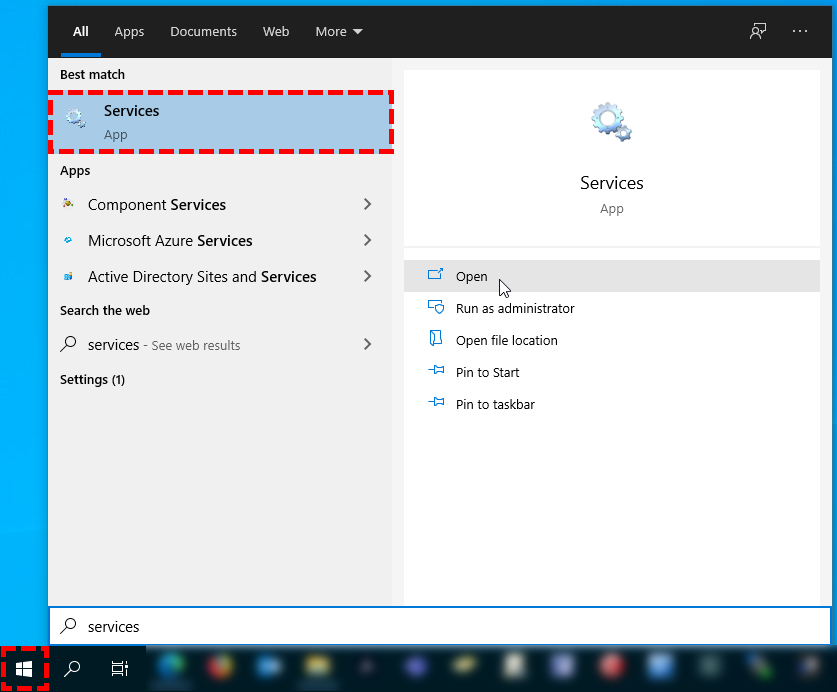 All Apps Documents Web More
Best match
Services
App
Apps
Component Services
Microsoft Azure Services
Active Directory Sites and Services
Search the web
services - See web results
Settings (1)
Services
App
Open
Run as administrator
Open file location
Pin to Start
Pin to taskbar
services